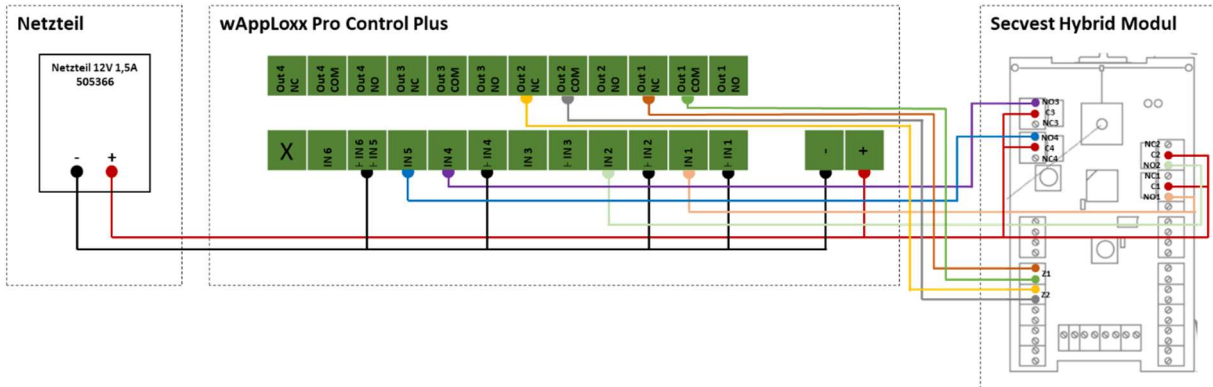 Netzteil
Netzteil 12V 1,5A
505366
- +
wAppLoxx Pro Control Plus
Out 4 NC
Out 4 COM
Out 4 NO
Out 3 NC
Out 3 COM
Out 3 NO
Out 2 NC
Out 2 COM
Out 2 NO
Out 1 NC
Out 1 COM
Out 1 NO
X
IN 6
⊢ IN 6
⊢ IN 5
IN 5
IN 4
⊢ IN 4
IN 3
⊢ IN 3
IN 2
⊢ IN 2
IN 1
⊢ IN 1
-
+
Secvest Hybrid Modul
NO3
C3
NC3
NO4
C4
NC4
NC2
C2
NO2
NC1
C1
NO1
Z1
Z2